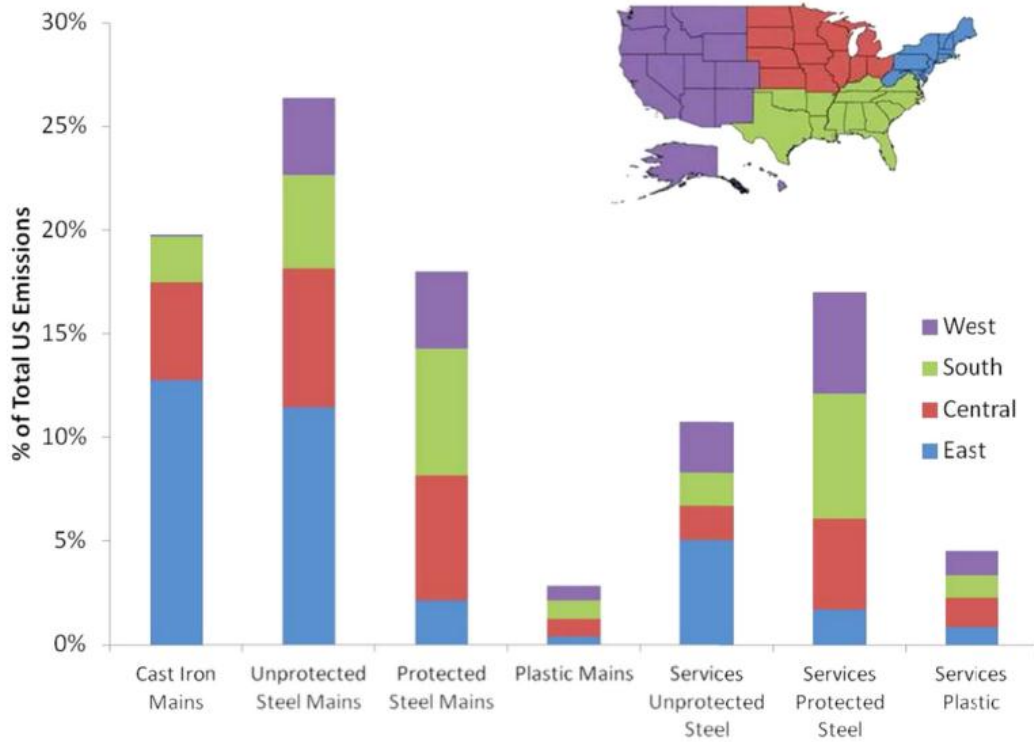 % of Total US Emissions
30%
25%
20%
15%
10%
5%
0%
West
South
Central
East
Cast Iron
Mains
Unprotected
Steel Mains
Protected
Steel Mains
Plastic Mains
Services
Unprotected
Steel
Services
Protected
Steel
Services
Plastic